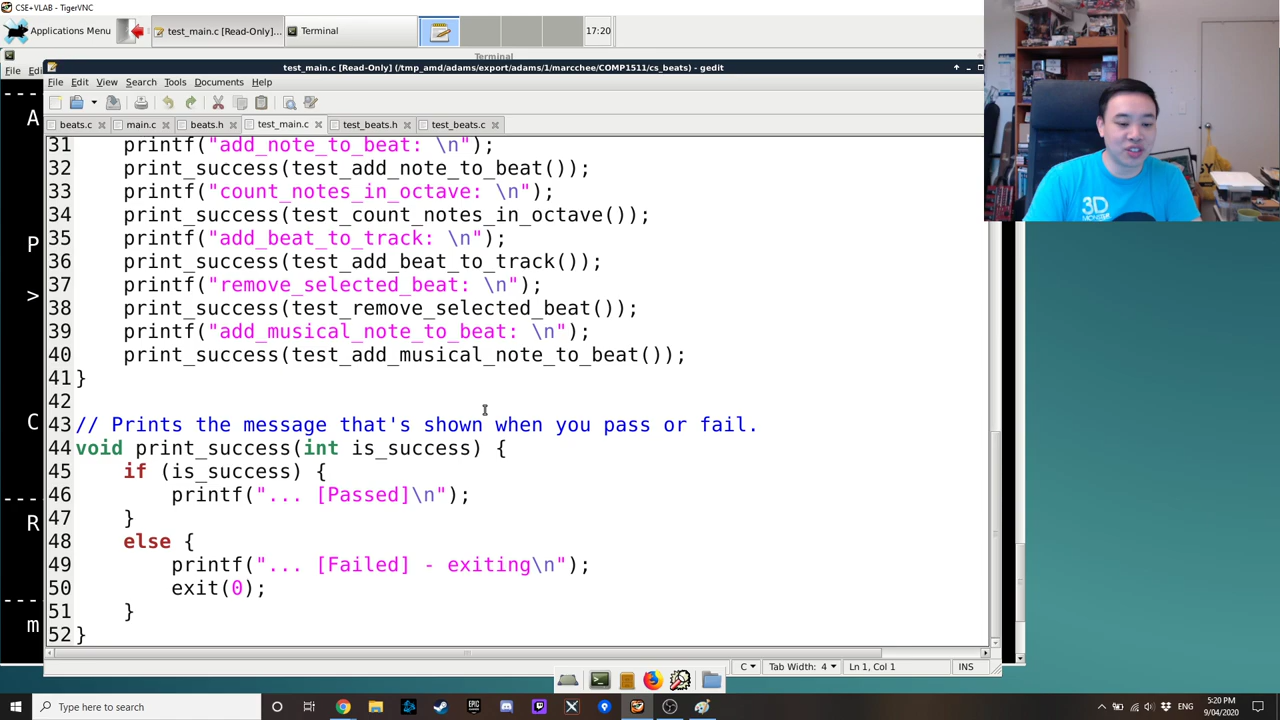 CSE+VLAB - TigerVNC
Applications Menu
test_main.c [Read-Only]...
Terminal
17:20
Terminal
File Edi
test_main.c [Read-Only] (/tmp_amd/adams/export/adams/1/marcchee/COMP1511/cs_beats) - gedit
File Edit View Search Tools Documents Help
beats.c main.c beats.h test_main.c test_beats.h test_beats.c
31 printf("add_note_to_beat: \n");
32 print_success(test_add_note_to_beat());
33 printf("count_notes_in_octave: \n");
34 print_success(test_count_notes_in_octave());
35 printf("add_beat_to_track: \n");
36 print_success(test_add_beat_to_track());
37 printf("remove_selected_beat: \n");
38 print_success(test_remove_selected_beat());
39 printf("add_musical_note_to_beat: \n");
40 print_success(test_add_musical_note_to_beat());
41 }
42
43 // Prints the message that's shown when you pass or fail.
44 void print_success(int is_success) {
45 if (is_success) {
46 printf("... [Passed]\n");
47 }
48 else {
49 printf("... [Failed] - exiting\n");
50 exit(0);
51 }
52 }
---
A
P
>
C
---
R
---
m
3D
C Tab Width: 4 Ln 1, Col 1 INS
Type here to search
ENG
5:20 PM
9/04/2020